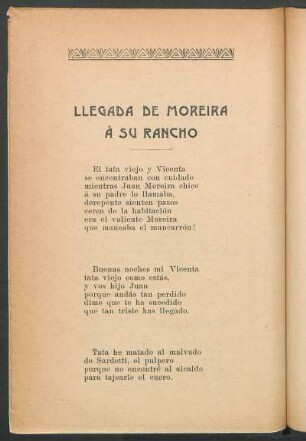 LLEGADA DE MOREIRA
Á SU RANCHO
El tata viejo y Vicenta
se encontraban con cuidado
mientras Juan Moreira chico
á su padre lo llamaba,
derepente sienten pasos
cerca de la habitación
era el valiente Moreira
que maneaba el mancarrón!
Buenas noches mi Vicenta
tata viejo como estás,
y vos hijo Juan
porque andás tan perdido
dime que te ha sucedido
que tan triste has llegado.
Tata he matado al malvado
de Sardetti, el pulpero
porque no encontré al alcalde
para tajearle el cuero.